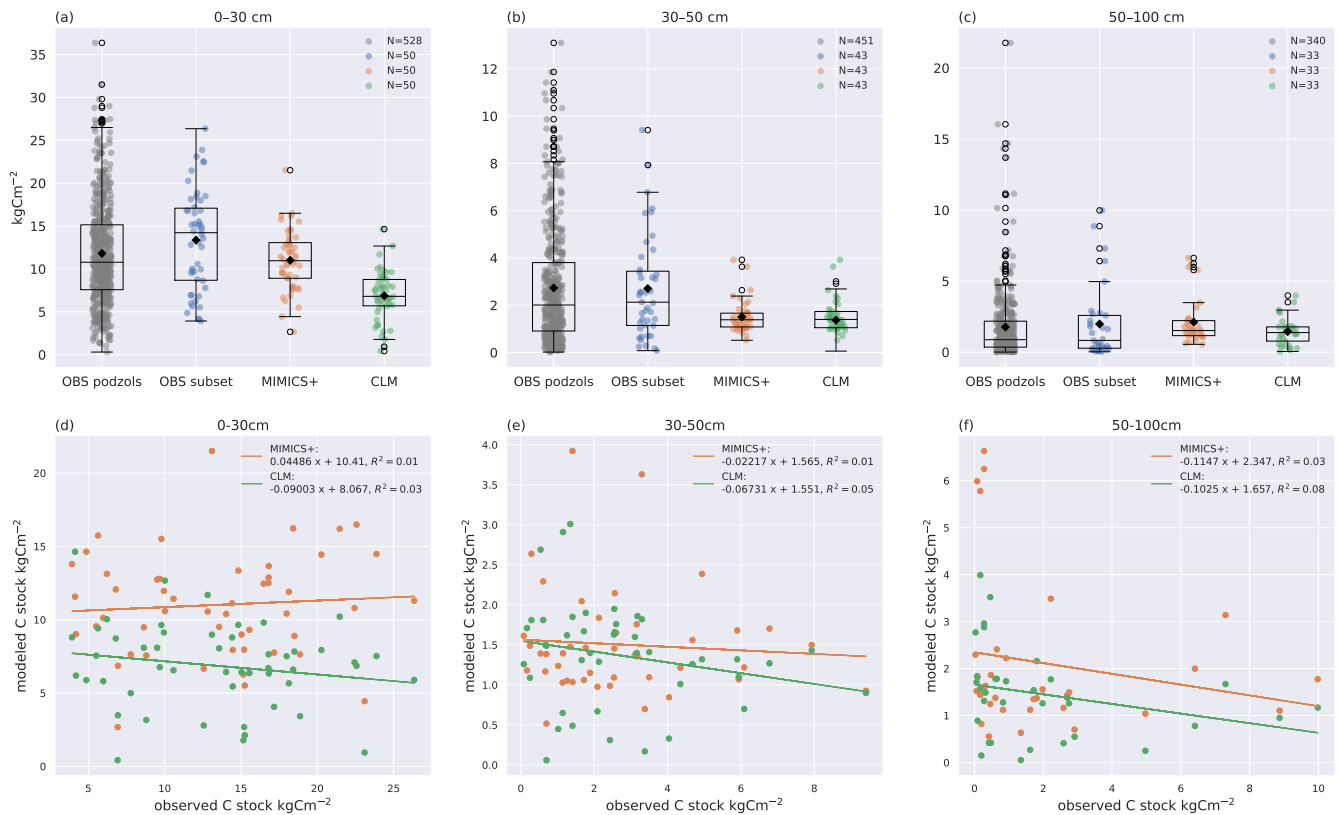 (a) 0–30 cm
kgCm−2
35
30
25
20
15
10
5
0
N=528
N=50
N=50
N=50
OBS podzols OBS subset MIMICS+ CLM
(b) 30–50 cm
12
10
8
6
4
2
0
N=451
N=43
N=43
N=43
OBS podzols OBS subset MIMICS+ CLM
(c) 50–100 cm
20
15
10
5
0
N=340
N=33
N=33
N=33
OBS podzols OBS subset MIMICS+ CLM
(d) 0-30cm
modeled C stock kgCm−2
20
15
10
5
0
MIMICS+:
0.04486 x + 10.41, R2 = 0.01
CLM:
-0.09003 x + 8.067, R2 = 0.03
5 10 15 20 25
observed C stock kgCm−2
(e) 30-50cm
modeled C stock kgCm−2
4.0
3.5
3.0
2.5
2.0
1.5
1.0
0.5
0.0
MIMICS+:
-0.02217 x + 1.565, R2 = 0.01
CLM:
-0.06731 x + 1.551, R2 = 0.05
0 2 4 6 8
observed C stock kgCm−2
(f) 50-100cm
modeled C stock kgCm−2
6
5
4
3
2
1
0
MIMICS+:
-0.1147 x + 2.347, R2 = 0.03
CLM:
-0.1025 x + 1.657, R2 = 0.08
0 2 4 6 8 10
observed C stock kgCm−2